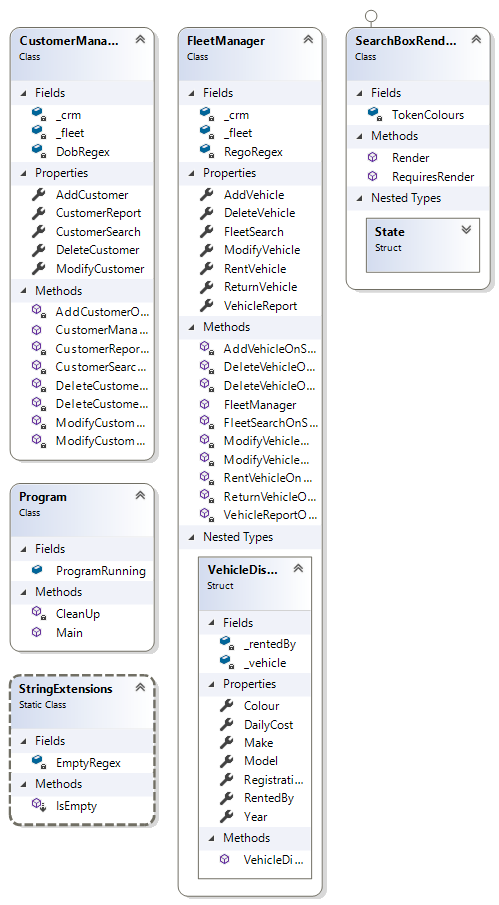 CustomerMana...
Class
Fields
_crm
_fleet
DobRegex
Properties
AddCustomer
CustomerReport
CustomerSearch
DeleteCustomer
ModifyCustomer
Methods
AddCustomerO...
CustomerMana...
CustomerRepor...
CustomerSearc...
DeleteCustome...
DeleteCustome...
ModifyCustom...
ModifyCustom...
Program
Class
Fields
ProgramRunning
Methods
CleanUp
Main
StringExtensions
Static Class
Fields
EmptyRegex
Methods
IsEmpty
FleetManager
Class
Fields
_crm
_fleet
RegoRegex
Properties
AddVehicle
DeleteVehicle
FleetSearch
ModifyVehicle
RentVehicle
ReturnVehicle
VehicleReport
Methods
AddVehicleOnS...
DeleteVehicleO...
DeleteVehicleO...
FleetManager
FleetSearchOnS...
ModifyVehicle...
ModifyVehicle...
RentVehicleOn...
ReturnVehicleO...
VehicleReportO...
Nested Types
VehicleDis...
Struct
Fields
_rentedBy
_vehicle
Properties
Colour
DailyCost
Make
Model
Registrati...
RentedBy
Year
Methods
VehicleDi...
SearchBoxRend...
Class
Fields
TokenColours
Methods
Render
RequiresRender
Nested Types
State
Struct